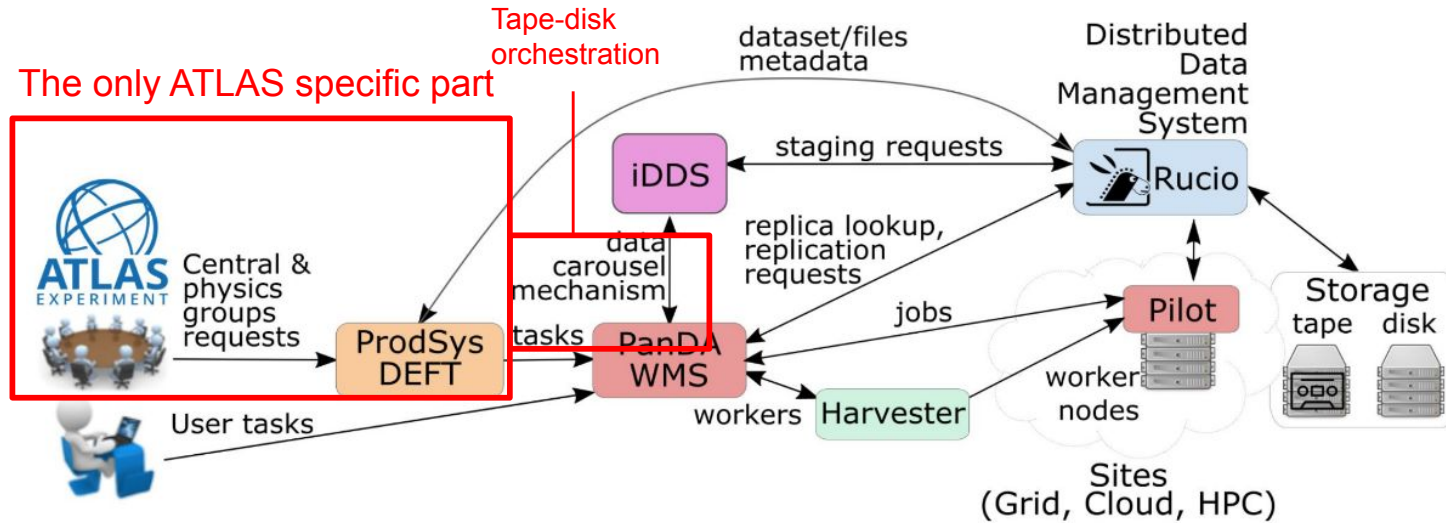 Tape-disk
orchestration
The only ATLAS specific part
dataset/files
metadata
Distributed
Data
Management
System
iDDS
staging requests
Rucio
ATLAS
EXPERIMENT
Central &
physics
groups
requests
data
carousel
mechanism
replica lookup,
replication
requests
ProdSys
DEFT
tasks
PanDA
WMS
jobs
Pilot
Storage
tape disk
worker
nodes
User tasks
workers
Harvester
Sites
(Grid, Cloud, HPC)